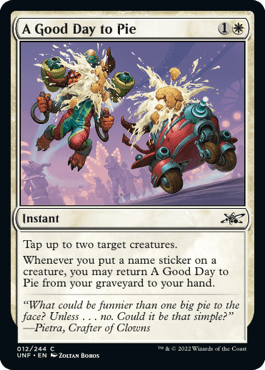 A Good Day to Pie 1
Instant
Tap up to two target creatures.
Whenever you put a name sticker on a
creature, you may return A Good Day to
Pie from your graveyard to your hand.
“What could be funnier than one big pie to the
face? Unless . . . no. Could it be that simple?”
—Pietra, Crafter of Clowns
012/244 C
UNF • EN Zoltan Boros
™ & © 2022 Wizards of the Coast